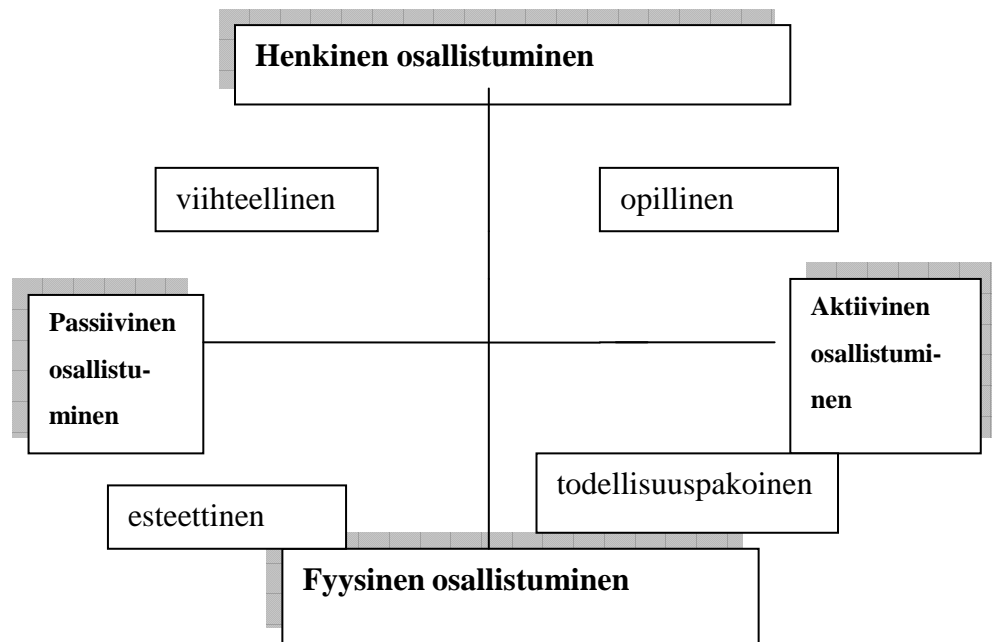 Henkinen osallistuminen
viihteellinen
opillinen
Passiivinen
osallistu-
minen
Aktiivinen
osallistumi-
nen
todellisuuspakoinen
esteettinen
Fyysinen osallistuminen